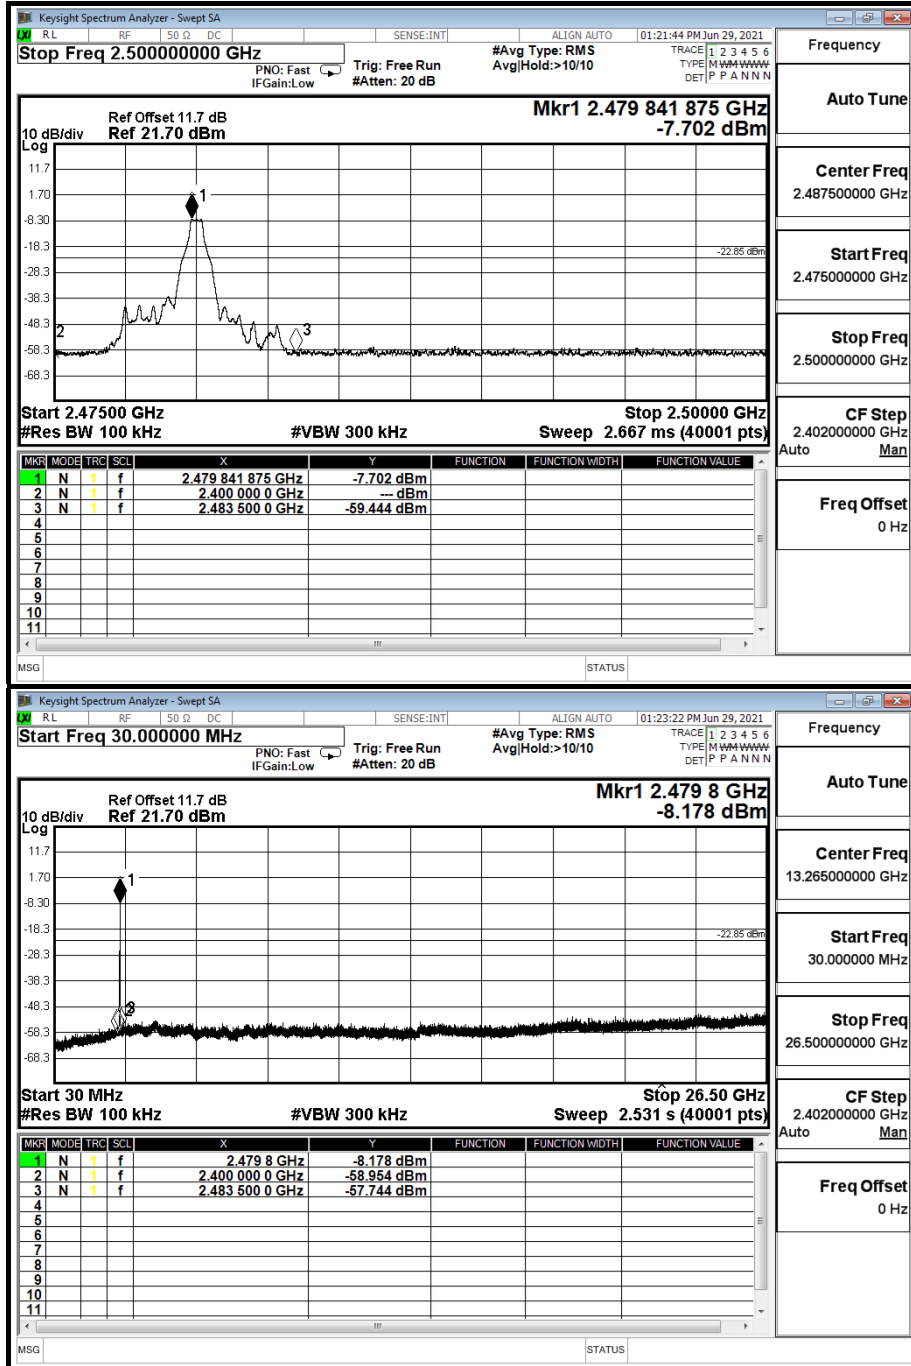 Keysight Spectrum Analyzer - Swept SA
LXI RL RF 50 Ω DC SENSE:INT ALIGN AUTO 01:21:44 PM Jun 29, 2021
Stop Freq 2.500000000 GHz
PNO: Fast
IFGain:Low
Trig: Free Run
#Atten: 20 dB
#Avg Type: RMS
Avg|Hold:>10/10
TRACE 1 2 3 4 5 6
TYPE M WWWWW
DET P P A N N N
Frequency
Auto Tune
Center Freq
2.487500000 GHz
Start Freq
2.475000000 GHz
Stop Freq
2.500000000 GHz
CF Step
2.402000000 GHz
Auto Man
Freq Offset
0 Hz
Mkr1 2.479 841 875 GHz
-7.702 dBm
Ref Offset 11.7 dB
10 dB/div Ref 21.70 dBm
Log
11.7
1.70
-8.30
-18.3
-28.3
-38.3
-48.3
-58.3
-68.3
1
2
3
-22.85 dBm
Start 2.47500 GHz Stop 2.50000 GHz
#Res BW 100 kHz #VBW 300 kHz Sweep 2.667 ms (40001 pts)
MKR MODE TRC SCL X Y FUNCTION FUNCTION WIDTH FUNCTION VALUE
1 N 1 f 2.479 841 875 GHz -7.702 dBm
2 N 1 f 2.400 000 0 GHz --- dBm
3 N 1 f 2.483 500 0 GHz -59.444 dBm
4
5
6
7
8
9
10
11
MSG STATUS
Keysight Spectrum Analyzer - Swept SA
LXI RL RF 50 Ω DC SENSE:INT ALIGN AUTO 01:23:22 PM Jun 29, 2021
Start Freq 30.000000 MHz
PNO: Fast
IFGain:Low
Trig: Free Run
#Atten: 20 dB
#Avg Type: RMS
Avg|Hold:>10/10
TRACE 1 2 3 4 5 6
TYPE M WWWWW
DET P P A N N N
Frequency
Auto Tune
Center Freq
13.265000000 GHz
Start Freq
30.000000 MHz
Stop Freq
26.500000000 GHz
CF Step
2.402000000 GHz
Auto Man
Freq Offset
0 Hz
Mkr1 2.479 8 GHz
-8.178 dBm
Ref Offset 11.7 dB
10 dB/div Ref 21.70 dBm
Log
11.7
1.70
-8.30
-18.3
-28.3
-38.3
-48.3
-58.3
-68.3
1
-22.85 dBm
Start 30 MHz Stop 26.50 GHz
#Res BW 100 kHz #VBW 300 kHz Sweep 2.531 s (40001 pts)
MKR MODE TRC SCL X Y FUNCTION FUNCTION WIDTH FUNCTION VALUE
1 N 1 f 2.479 8 GHz -8.178 dBm
2 N 1 f 2.400 000 0 GHz -58.954 dBm
3 N 1 f 2.483 500 0 GHz -57.744 dBm
4
5
6
7
8
9
10
11
MSG STATUS